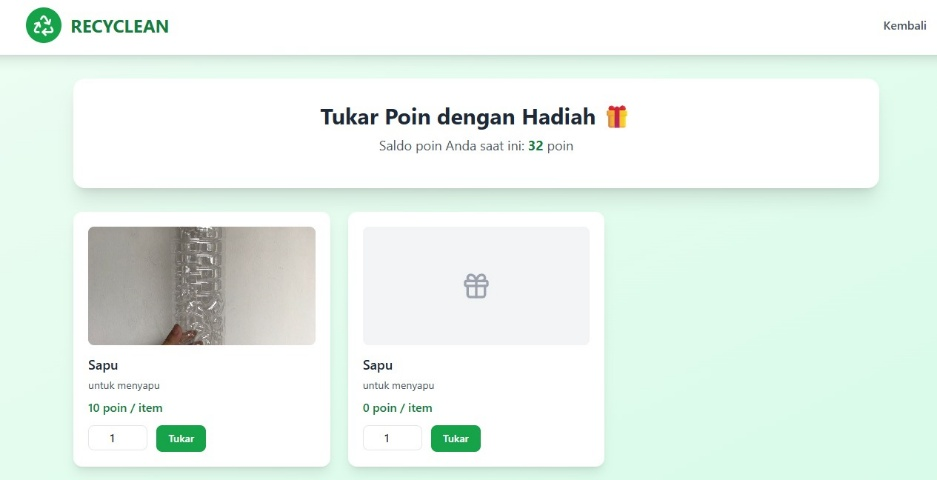 RECYCLEAN
Kembali
Tukar Poin dengan Hadiah 🎁
Saldo poin Anda saat ini: 32 poin
Sapu
untuk menyapu
10 poin / item
1
Tukar
Sapu
untuk menyapu
0 poin / item
1
Tukar